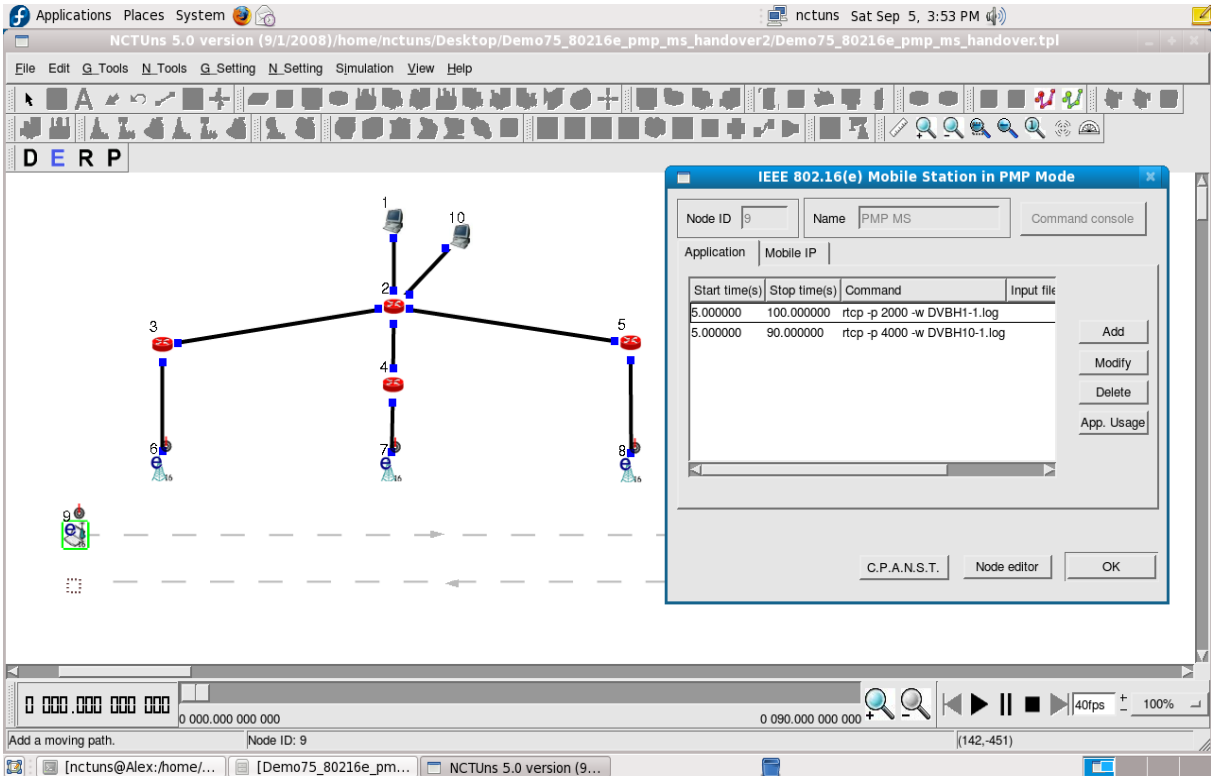 Applications Places System
nctuns Sat Sep 5, 3:53 PM
NCTUns 5.0 version (9/1/2008)/home/nctuns/Desktop/Demo75_80216e_pmp_ms_handover2/Demo75_80216e_pmp_ms_handover.tpl
File Edit G_Tools N_Tools G_Setting N_Setting Simulation View Help
A
D E R P
IEEE 802.16(e) Mobile Station in PMP Mode
Node ID 9 Name PMP MS Command console
Application Mobile IP
Start time(s) Stop time(s) Command Input file
5.000000 100.000000 rtcp -p 2000 -w DVBH1-1.log
5.000000 90.000000 rtcp -p 4000 -w DVBH10-1.log
Add
Modify
Delete
App. Usage
C.P.A.N.S.T. Node editor OK
1
10
2
3
5
4
6
7
8
e
e
e
16
16
16
9
e
0 000.000 000 000
0 000.000 000 000
0 090.000 000 000
40fps
+
-
100%
Add a moving path.
Node ID: 9
(142,-451)
[nctuns@Alex:/home/...
[Demo75_80216e_pm...
NCTUns 5.0 version (9...